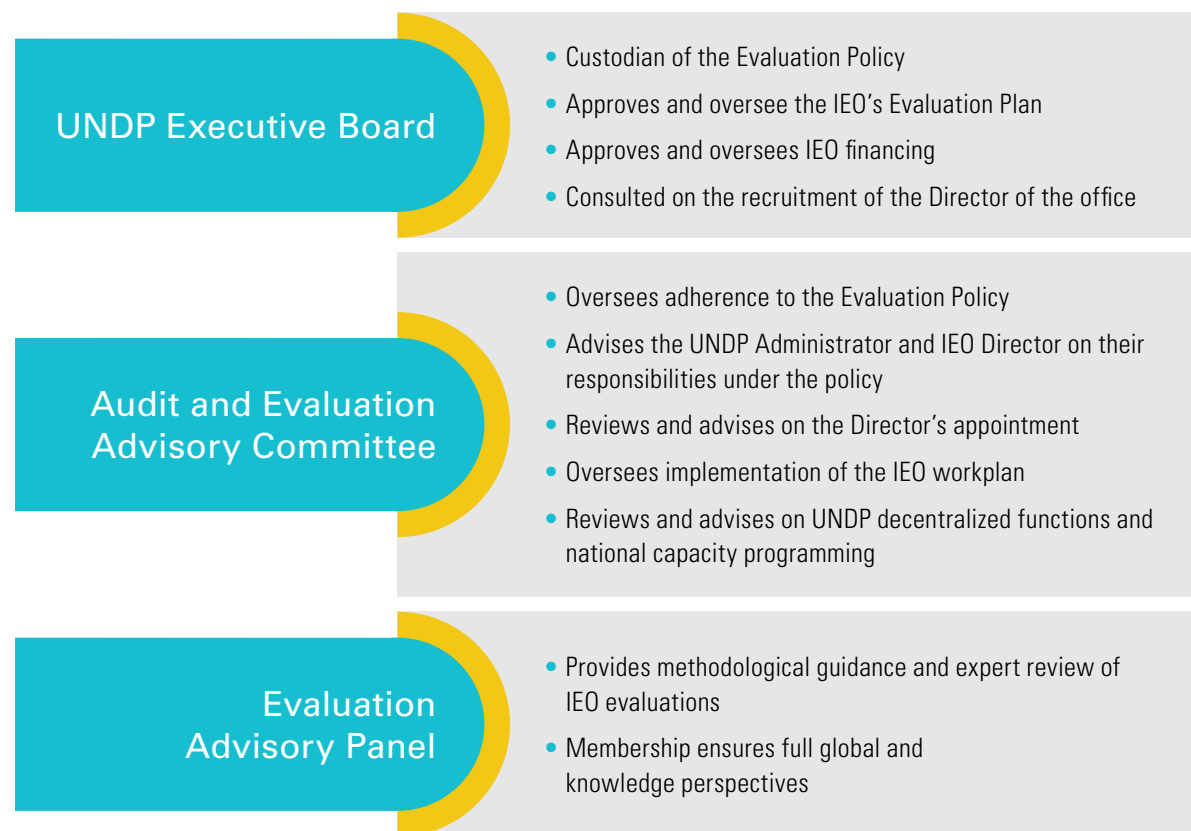 UNDP Executive Board
• Custodian of the Evaluation Policy
• Approves and oversee the IEO's Evaluation Plan
• Approves and oversees IEO financing
• Consulted on the recruitment of the Director of the office
Audit and Evaluation
Advisory Committee
• Oversees adherence to the Evaluation Policy
• Advises the UNDP Administrator and IEO Director on their
responsibilities under the policy
• Reviews and advises on the Director's appointment
• Oversees implementation of the IEO workplan
• Reviews and advises on UNDP decentralized functions and
national capacity programming
Evaluation
Advisory Panel
• Provides methodological guidance and expert review of
IEO evaluations
• Membership ensures full global and
knowledge perspectives